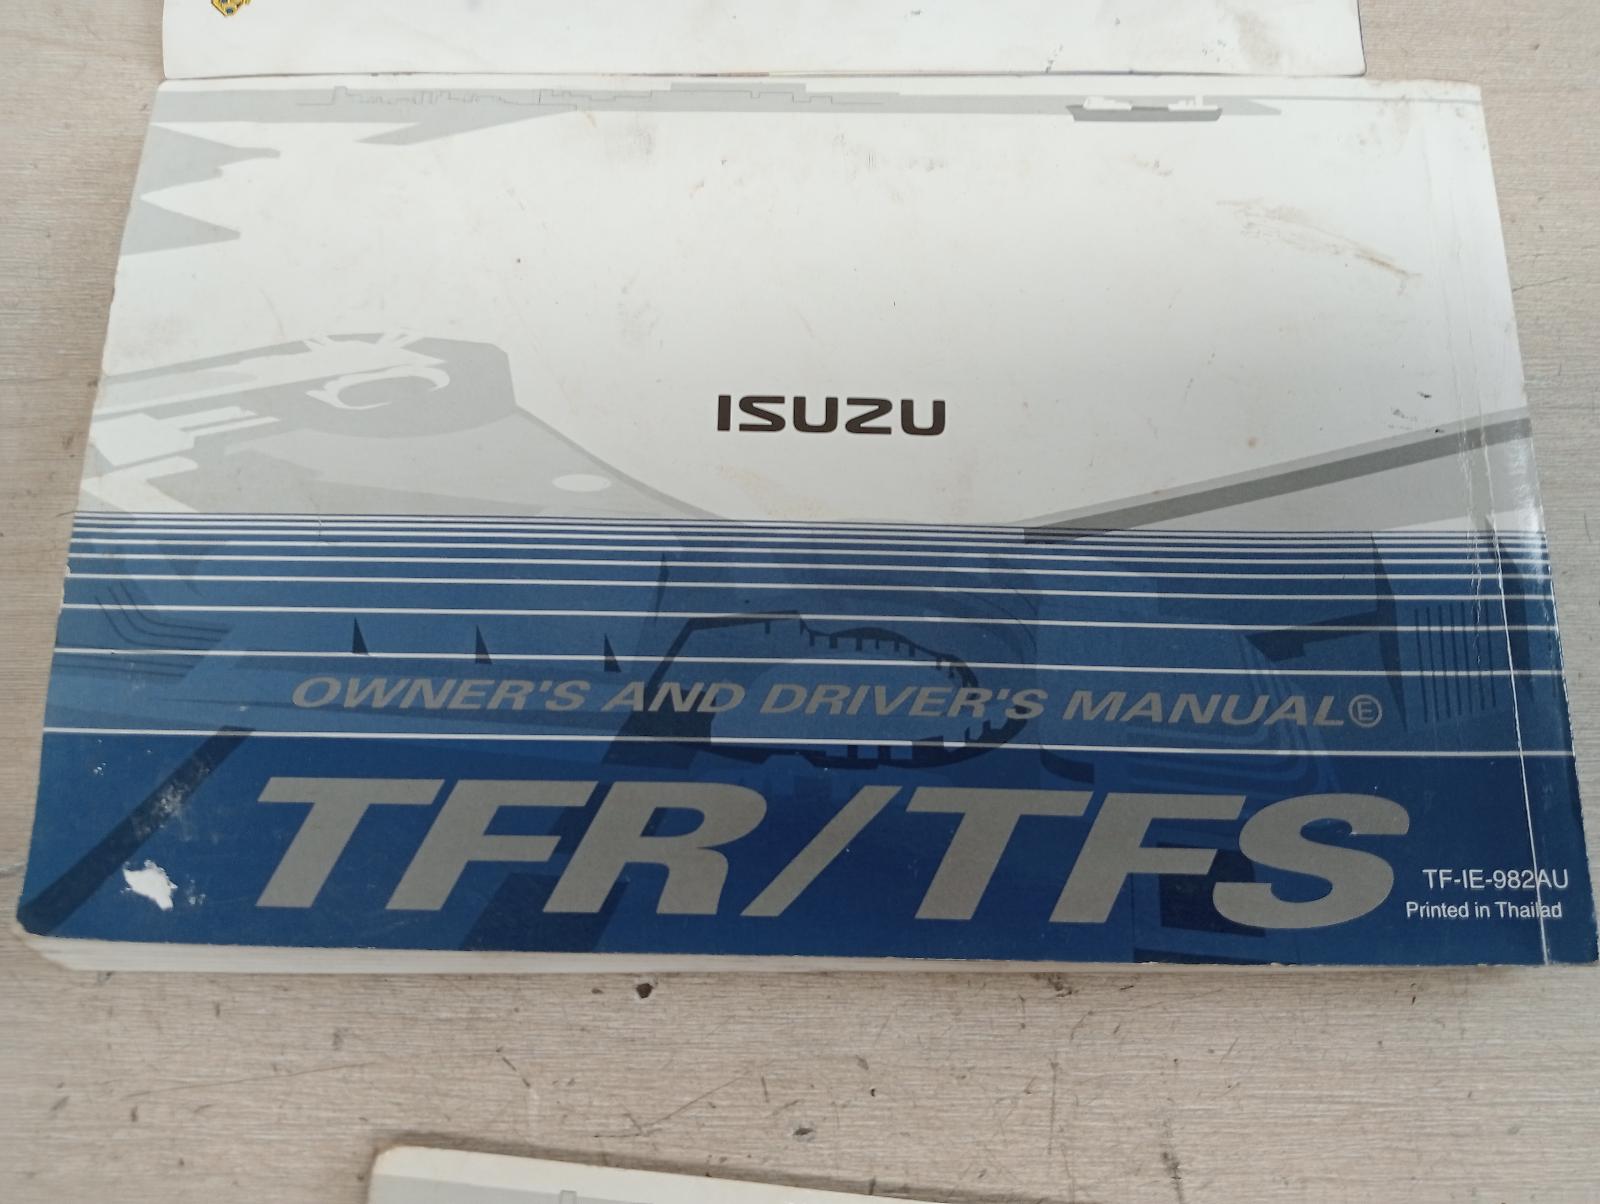 ISUZU
OWNER'S AND DRIVER'S MANUAL Ⓔ
TFR/TFS
TF-IE-982AU
Printed in Thailad